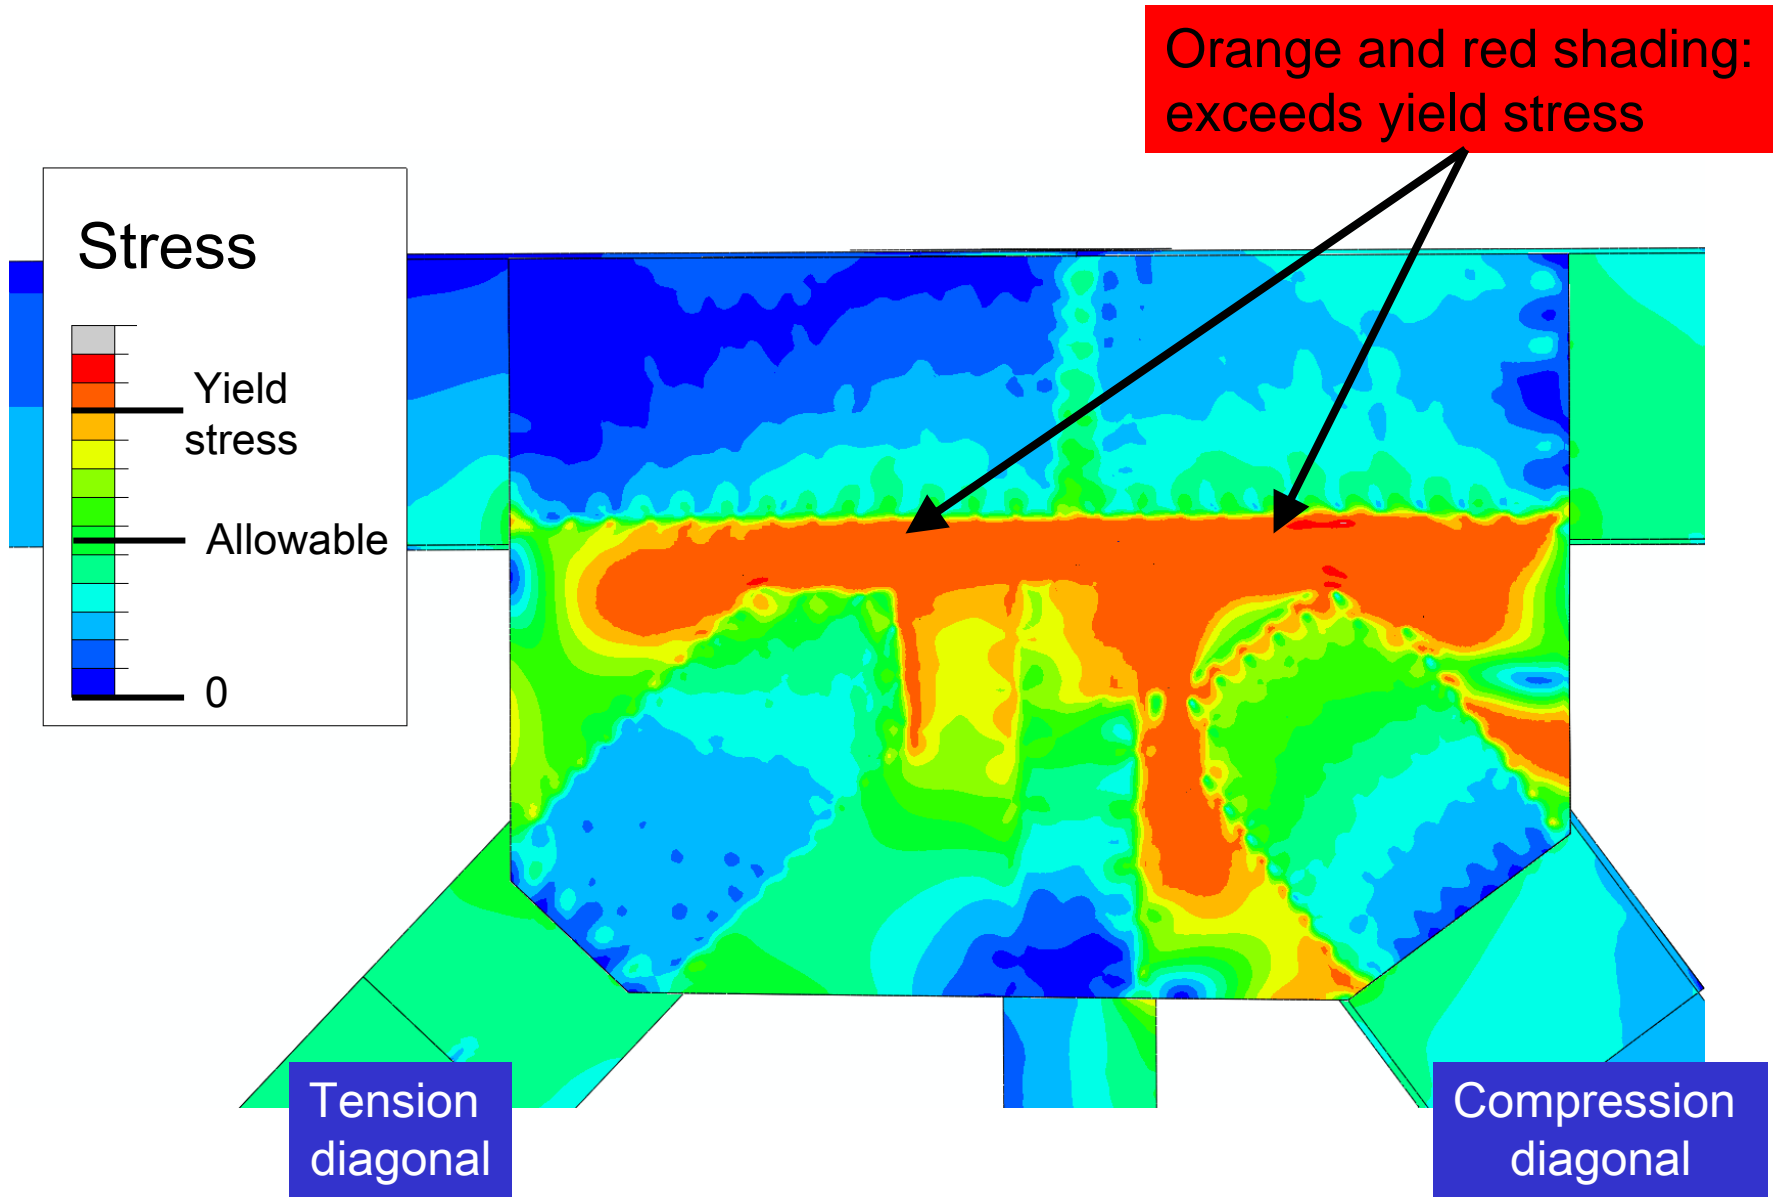 Orange and red shading:
exceeds yield stress
Stress
Yield
stress
Allowable
0
Tension
diagonal
Compression
diagonal